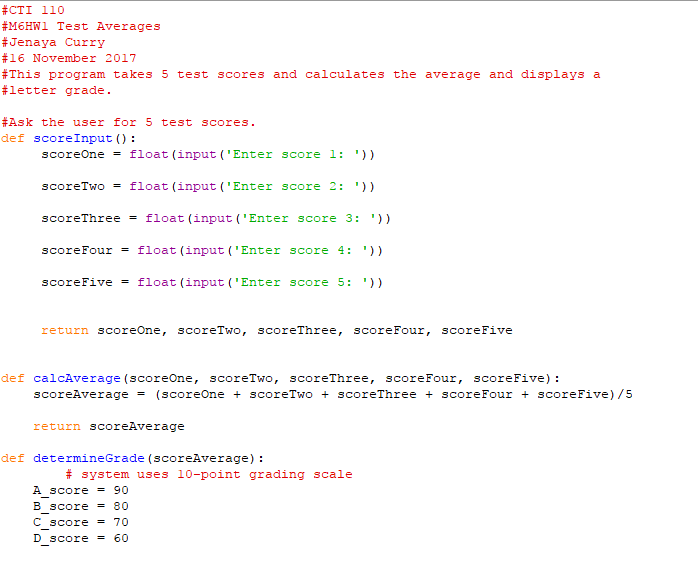 #CTI 110
#M6HW1 Test Averages
#Jenaya Curry
#16 November 2017
#This program takes 5 test scores and calculates the average and displays a
#letter grade.

#Ask the user for 5 test scores.
def scoreInput():
     scoreOne = float(input('Enter score 1: '))

     scoreTwo = float(input('Enter score 2: '))

     scoreThree = float(input('Enter score 3: '))

     scoreFour = float(input('Enter score 4: '))

     scoreFive = float(input('Enter score 5: '))


     return scoreOne, scoreTwo, scoreThree, scoreFour, scoreFive


def calcAverage(scoreOne, scoreTwo, scoreThree, scoreFour, scoreFive):
    scoreAverage = (scoreOne + scoreTwo + scoreThree + scoreFour + scoreFive)/5

    return scoreAverage

def determineGrade(scoreAverage):
        # system uses 10-point grading scale
    A_score = 90
    B_score = 80
    C_score = 70
    D_score = 60